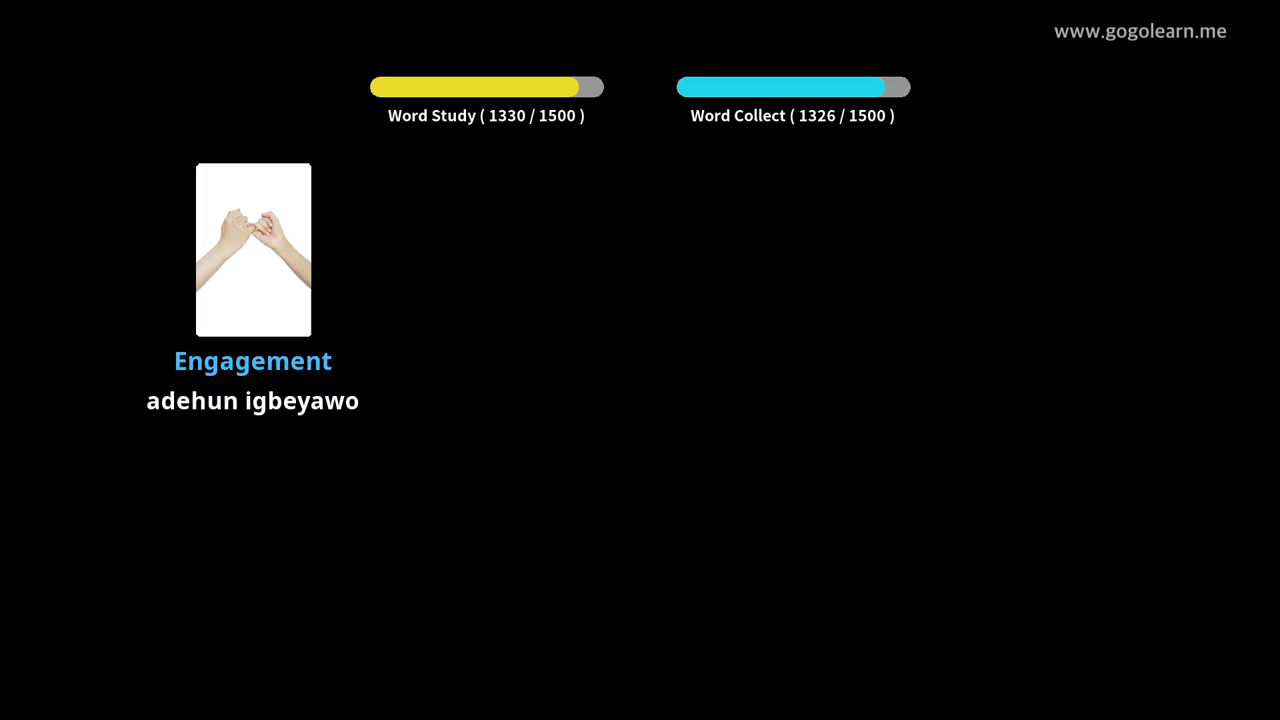 www.gogolearn.me
Word Study ( 1330 / 1500 )
Word Collect ( 1326 / 1500 )
Engagement
adehun igbeyawo